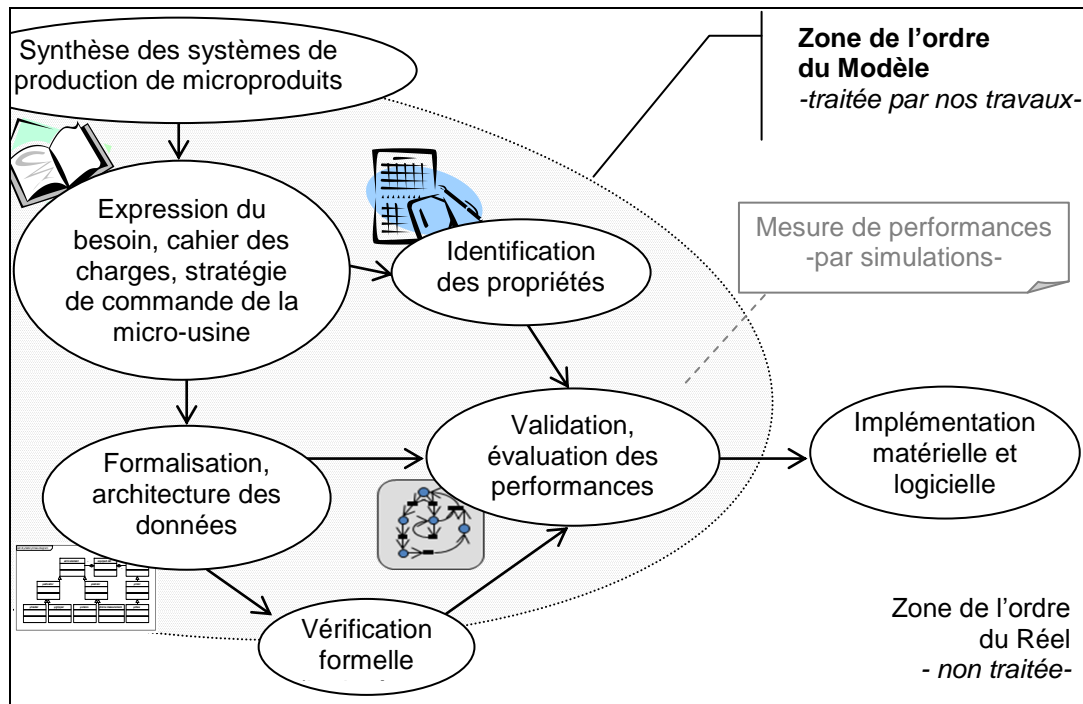 Synthèse des systèmes de
production de microproduits
Zone de l'ordre
du Modèle
-traitée par nos travaux-
Expression du
besoin, cahier des
charges, stratégie
de commande de la
micro-usine
Identification
des propriétés
Mesure de performances
-par simulations-
Formalisation,
architecture des
données
Validation,
évaluation des
performances
Implémentation
matérielle et
logicielle
Vérification
formelle
Zone de l'ordre
du Réel
- non traitée-